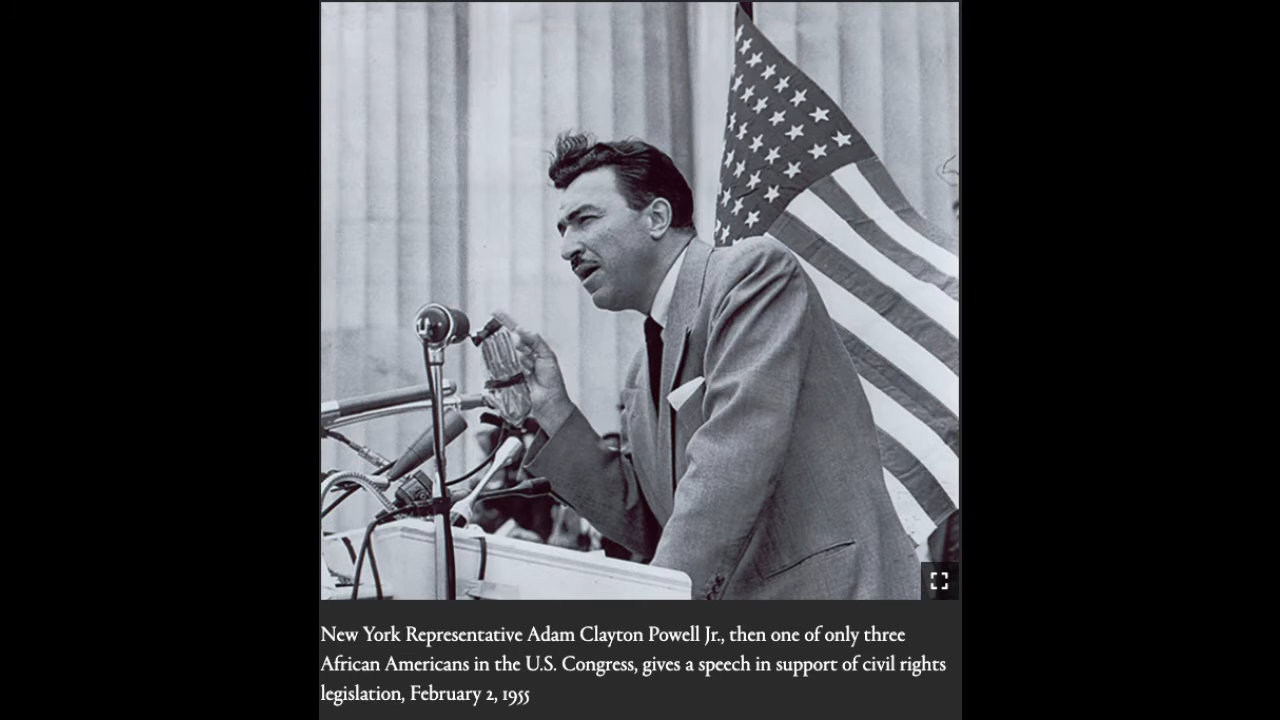 New York Representative Adam Clayton Powell Jr., then one of only three
African Americans in the U.S. Congress, gives a speech in support of civil rights
legislation, February 2, 1955